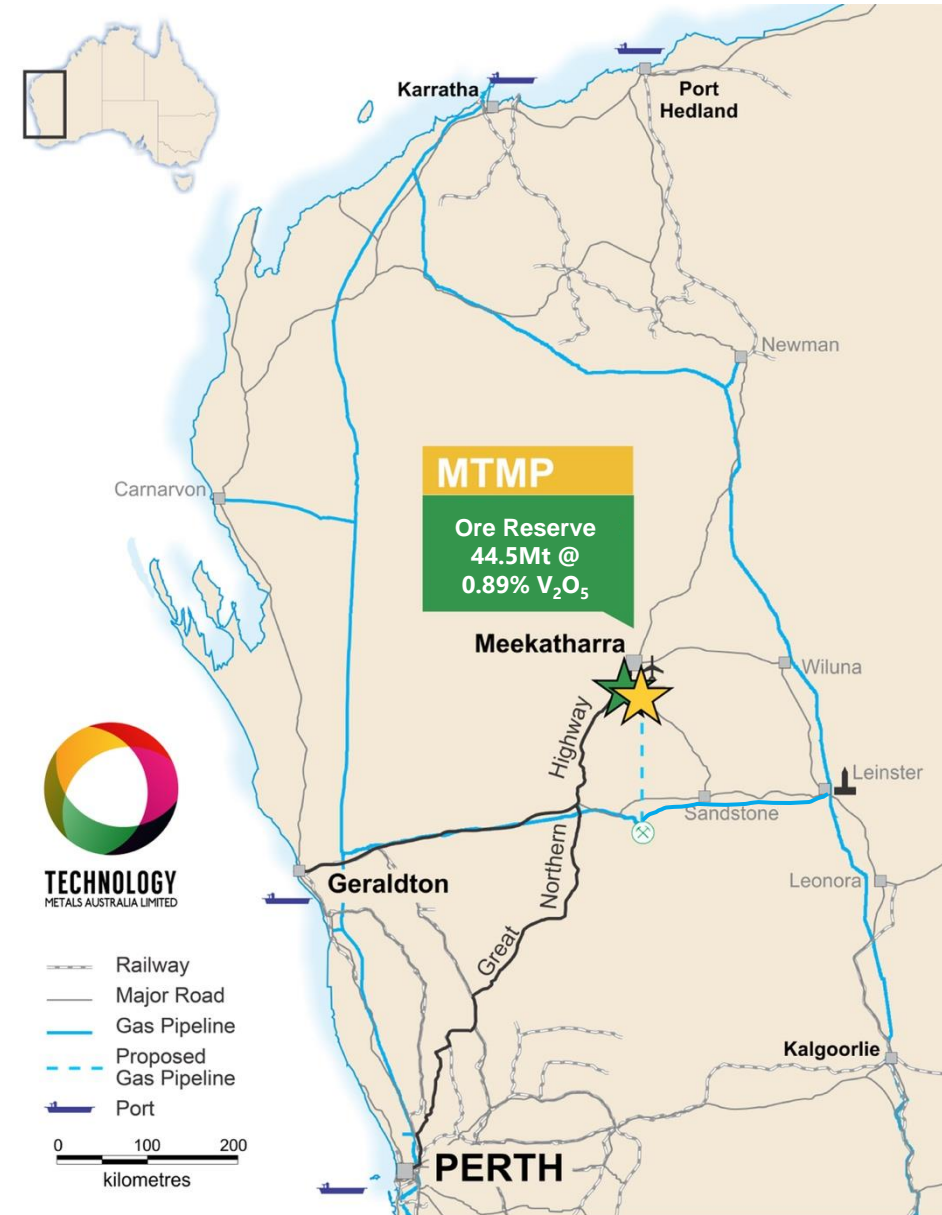 Karratha
Port
Hedland
Newman
MTMP
Carnarvon
Ore Reserve
44.5Mt @
0.89% V₂O₅
Meekatharra
Wiluna
Highway
Leinster
Sandstone
Northern
Geraldton
Leonora
Great
TECHNOLOGY
METALS AUSTRALIA LIMITED
Railway
Major Road
Gas Pipeline
Proposed
Gas Pipeline
Port
Kalgoorlie
0 100 200
kilometres
PERTH